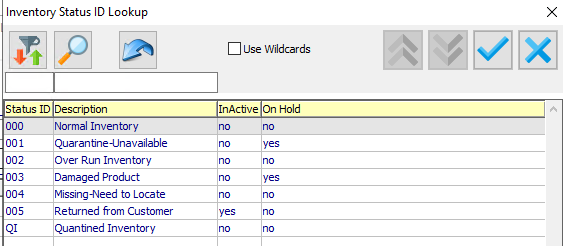 Inventory Status ID Lookup
Use Wildcards
Status ID Description InActive On Hold
000 Normal Inventory no no
001 Quarantine-Unavailable no yes
002 Over Run Inventory no no
003 Damaged Product no yes
004 Missing-Need to Locate no no
005 Returned from Customer yes no
QI Quantined Inventory no no